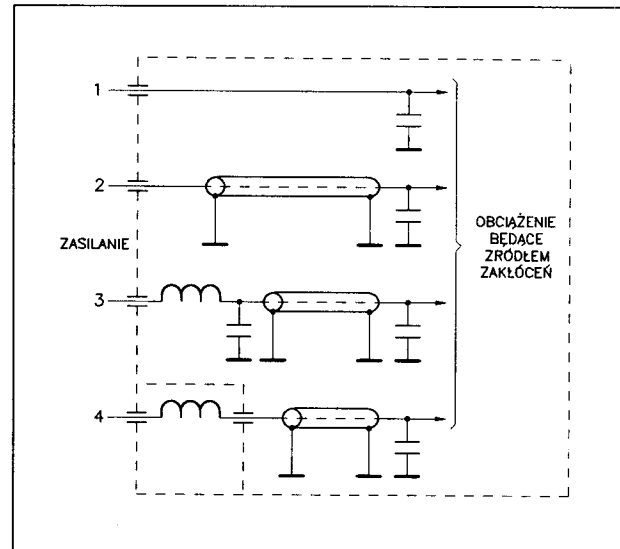 1
2
ZASILANIE
3
4
OBCIĄŻENIE
BĘDĄCE
ŹRÓDŁEM
ZAKŁÓCEŃ